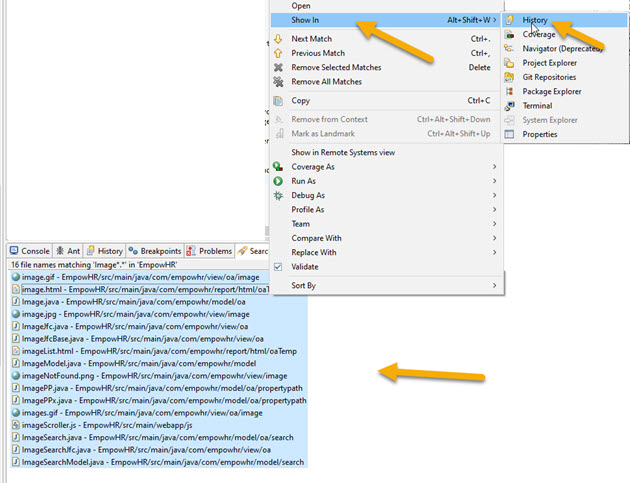 Open
Show In Alt+Shift+W >
Next Match Ctrl+.
Previous Match Ctrl+,
Remove Selected Matches Delete
Remove All Matches
Copy Ctrl+C
Remove from Context Ctrl+Alt+Shift+Down
Mark as Landmark Ctrl+Alt+Shift+Up
Show in Remote Systems view
Coverage As >
Run As >
Debug As >
Profile As >
Team >
Compare With >
Replace With >
Validate
Sort By >
History
Coverage
Navigator (Deprecated)
Project Explorer
Git Repositories
Package Explorer
Terminal
System Explorer
Properties
Console Ant History Breakpoints Problems Searc
16 file names matching 'Image*.*' in 'EmpowHR'
image.gif - EmpowHR/src/main/java/com/empowhr/view/oa/image
image.html - EmpowHR/src/main/java/com/empowhr/report/html/oaT
Image.java - EmpowHR/src/main/java/com/empowhr/model/oa
image.jpg - EmpowHR/src/main/java/com/empowhr/view/image
ImageJfc.java - EmpowHR/src/main/java/com/empowhr/view/oa
ImageJfcBase.java - EmpowHR/src/main/java/com/empowhr/view/oa
imageList.html - EmpowHR/src/main/java/com/empowhr/report/html/oaTemp
ImageModel.java - EmpowHR/src/main/java/com/empowhr/model
imageNotFound.png - EmpowHR/src/main/java/com/empowhr/view/image
ImagePP.java - EmpowHR/src/main/java/com/empowhr/model/oa/propertypath
ImagePPx.java - EmpowHR/src/main/java/com/empowhr/model/oa/propertypath
images.gif - EmpowHR/src/main/java/com/empowhr/view/oa/image
imageScroller.js - EmpowHR/src/main/webapp/js
ImageSearch.java - EmpowHR/src/main/java/com/empowhr/model/oa/search
ImageSearchJfc.java - EmpowHR/src/main/java/com/empowhr/view/oa
ImageSearchModel.java - EmpowHR/src/main/java/com/empowhr/model/search